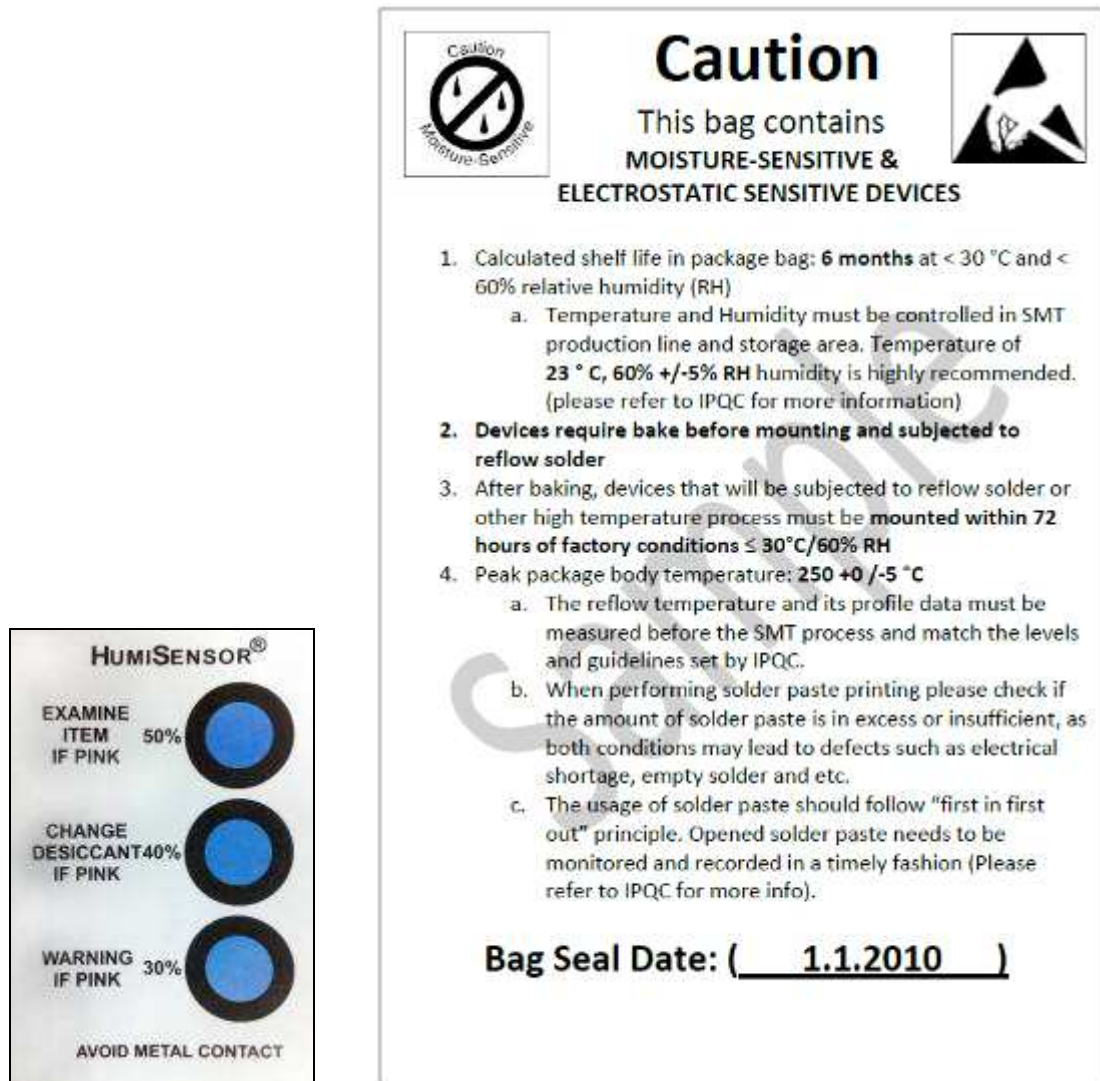 HUMISENSOR®
EXAMINE
ITEM 50%
IF PINK
CHANGE
DESICCANT40%
IF PINK
WARNING 30%
IF PINK
AVOID METAL CONTACT
Caution
Moisture-Sensitive
Caution
This bag contains
MOISTURE-SENSITIVE &
ELECTROSTATIC SENSITIVE DEVICES
1. Calculated shelf life in package bag: 6 months at < 30 °C and <
60% relative humidity (RH)
a. Temperature and Humidity must be controlled in SMT
production line and storage area. Temperature of
23 ° C, 60% +/-5% RH humidity is highly recommended.
(please refer to IPQC for more information)
2. Devices require bake before mounting and subjected to
reflow solder
3. After baking, devices that will be subjected to reflow solder or
other high temperature process must be mounted within 72
hours of factory conditions ≤ 30°C/60% RH
4. Peak package body temperature: 250 +0 /-5 °C
a. The reflow temperature and its profile data must be
measured before the SMT process and match the levels
and guidelines set by IPQC.
b. When performing solder paste printing please check if
the amount of solder paste is in excess or insufficient, as
both conditions may lead to defects such as electrical
shortage, empty solder and etc.
c. The usage of solder paste should follow “first in first
out” principle. Opened solder paste needs to be
monitored and recorded in a timely fashion (Please
refer to IPQC for more info).
Bag Seal Date: ( 1.1.2010 )
Sample